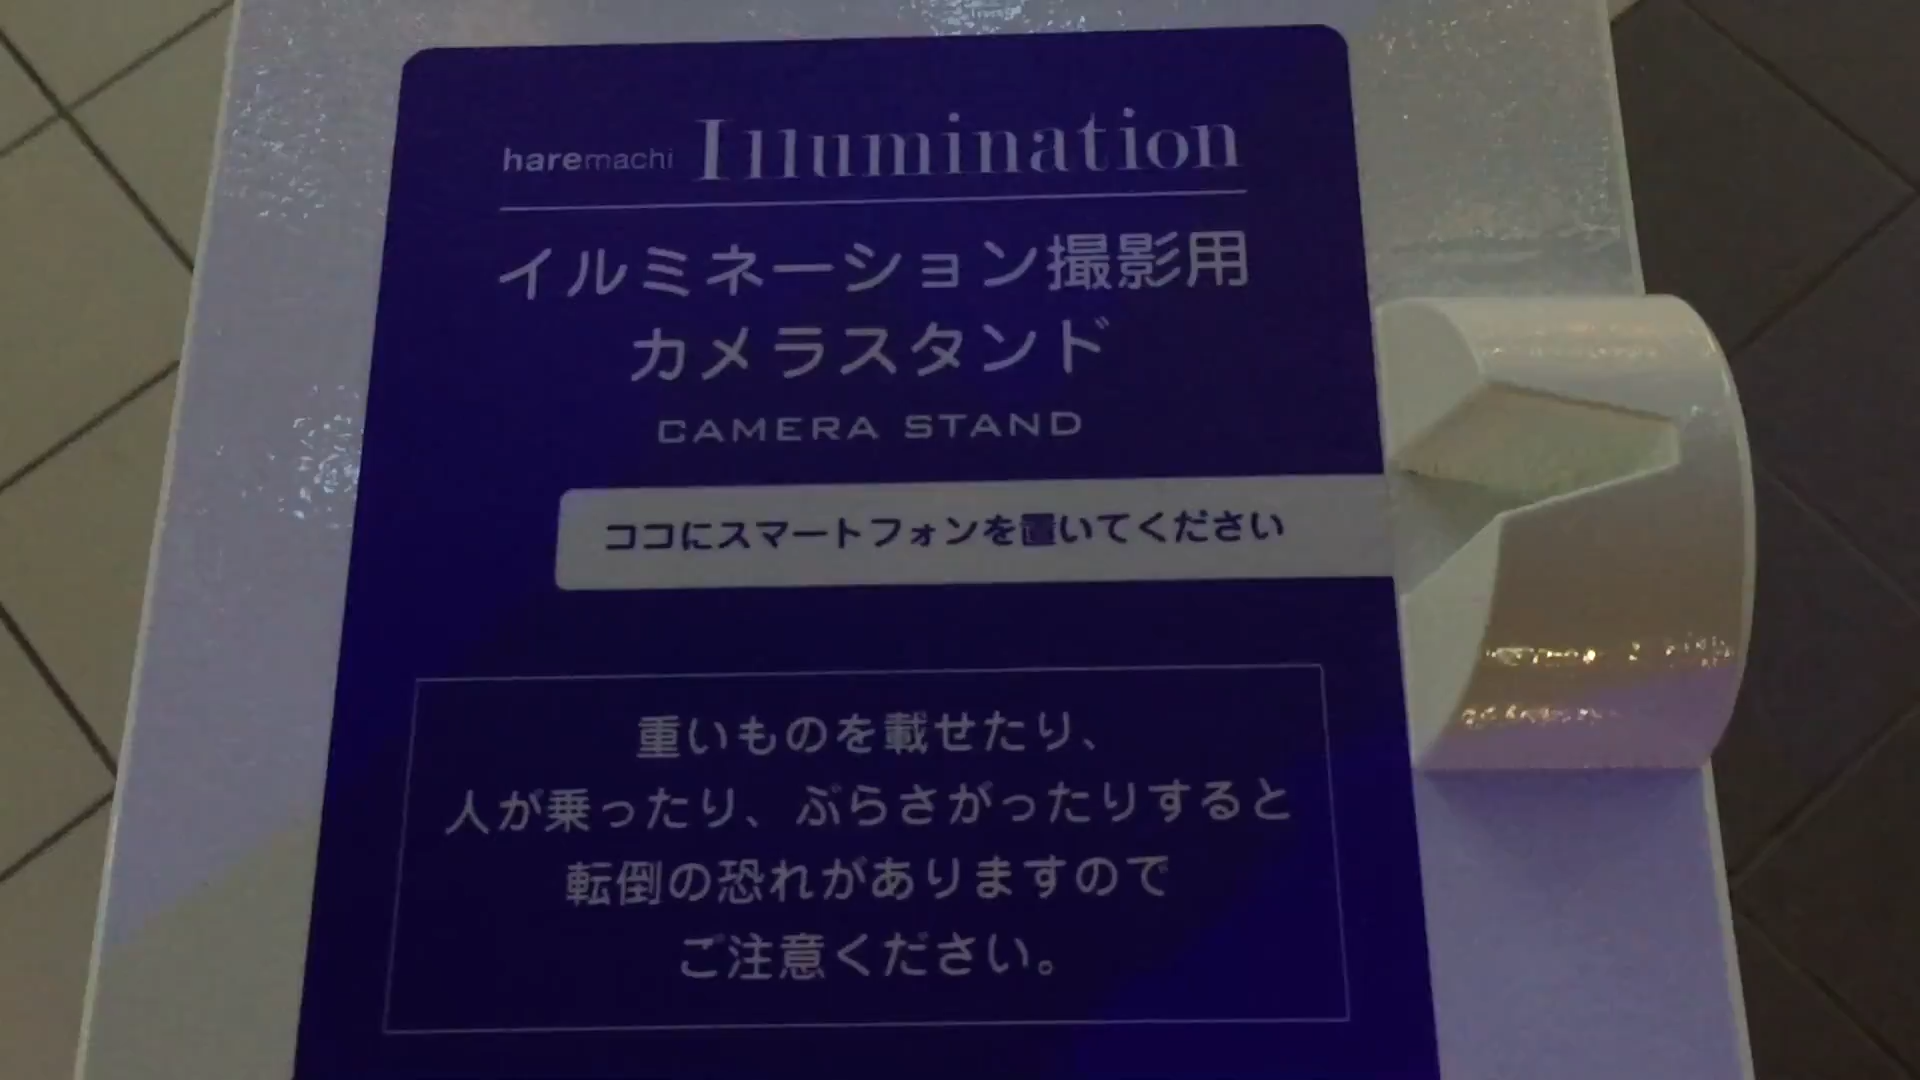 haremachi Illumination
イルミネーション撮影用
カメラスタンド
CAMERA STAND
ココにスマートフォンを置いてください
重いものを載せたり、
人が乗ったり、ぶらさがったりすると
転倒の恐れがありますので
ご注意ください。